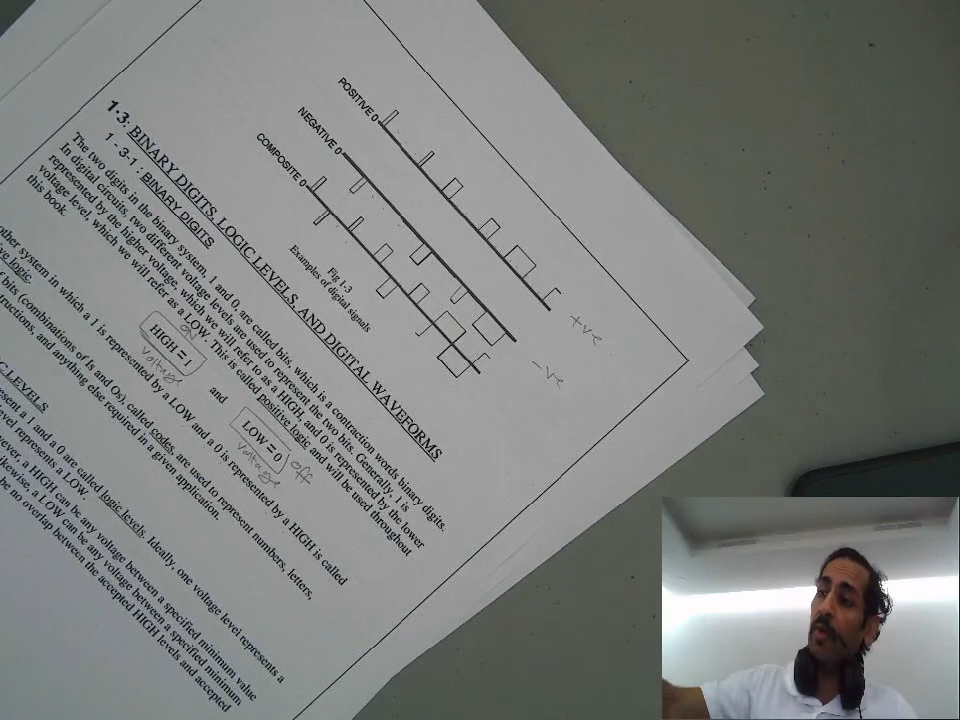 POSITIVE 0
NEGATIVE 0
COMPOSITE 0
+ve
-ve
Fig 1-3
Examples of digital signals
1-3: BINARY DIGITS, LOGIC LEVELS, AND DIGITAL WAVEFORMS
1 - 3-1 : BINARY DIGITS
The two digits in the binary system, 1 and 0, are called bits, which is a contraction words binary digits.
In digital circuits, two different voltage levels are used to represent the two bits. Generally, 1 is
represented by the higher voltage, which we will refer to as a HIGH, and 0 is represented by the lower
voltage level, which we will refer as a LOW. This is called positive logic and will be used throughout
this book.
ON
HIGH = 1
voltage
and
LOW = 0
off
voltage
other system in which a 1 is represented by a LOW and a 0 is represented by a HIGH is called
ve logic.
f bits (combinations of 1s and Os), called codes, are used to represent numbers, letters,
tructions, and anything else required in a given application.
C LEVELS
resent a 1 and a 0 are called logic levels. Ideally, one voltage level represents a
level represents a LOW.
wever, a HIGH can be any voltage between a specified minimum value
ikewise, a LOW can be any voltage between a specified minimum
be no overlap between the accepted HIGH levels and accepted